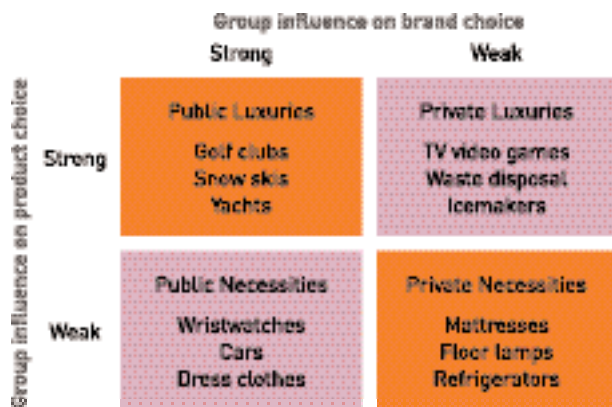 Group influence on brand choice
Strong
Weak
Group influence on product choice
Strong
Public Luxuries
Golf clubs
Snow skis
Yachts
Private Luxuries
TV video games
Waste disposal
Icemakers
Weak
Public Necessities
Wristwatches
Cars
Dress clothes
Private Necessities
Mattresses
Floor lamps
Refrigerators